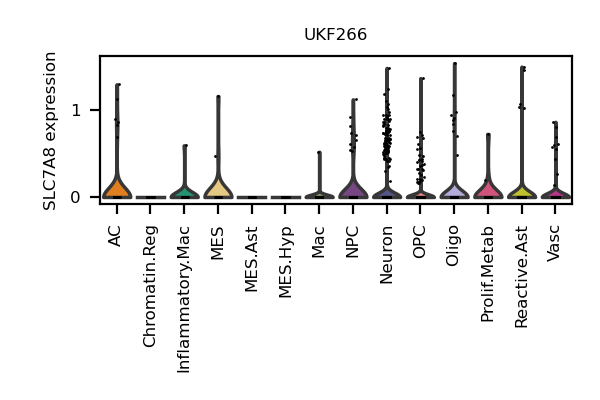 UKF266
SLC7A8 expression
1
0
AC
Chromatin.Reg
Inflammatory.Mac
MES
MES.Ast
MES.Hyp
Mac
NPC
Neuron
OPC
Oligo
Prolif.Metab
Reactive.Ast
Vasc